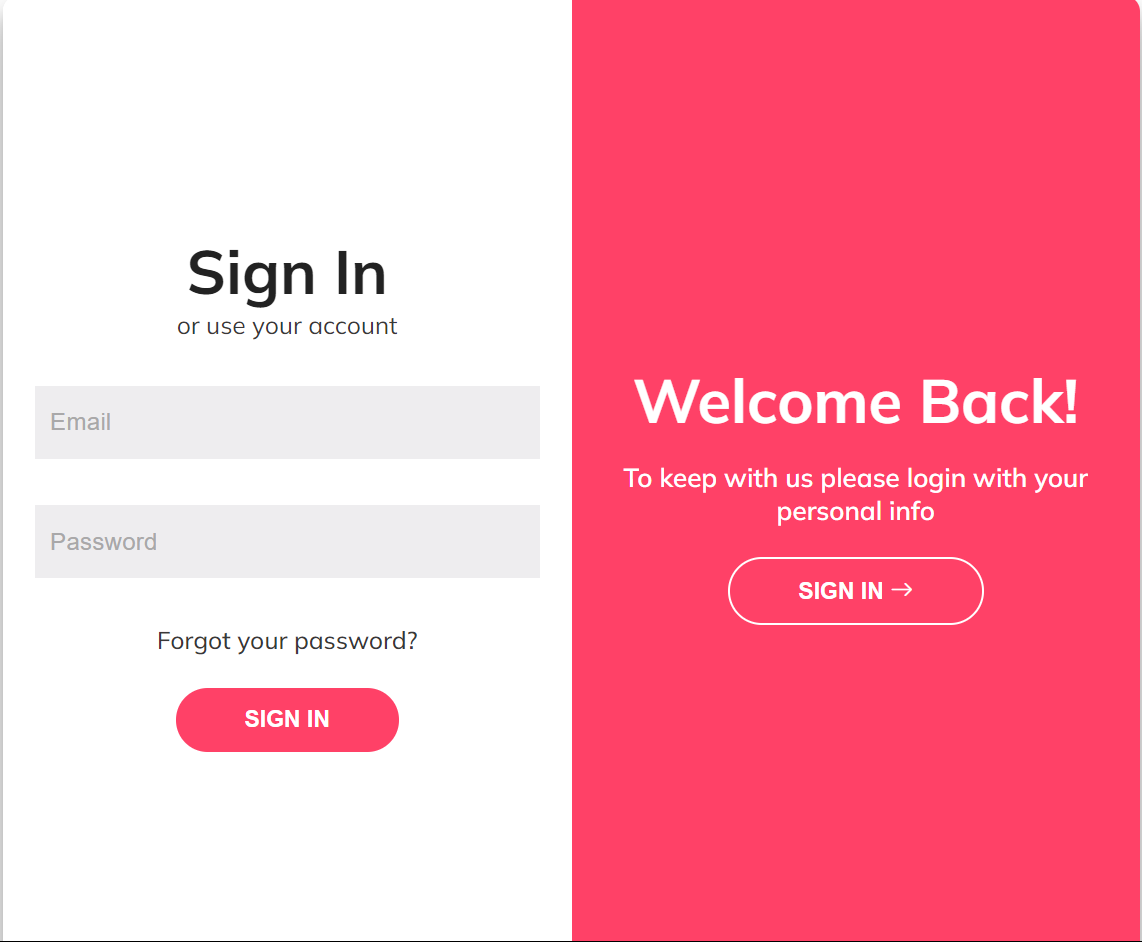 Sign In
or use your account
Email
Password
Forgot your password?
SIGN IN
Welcome Back!
To keep with us please login with your
personal info
SIGN IN →